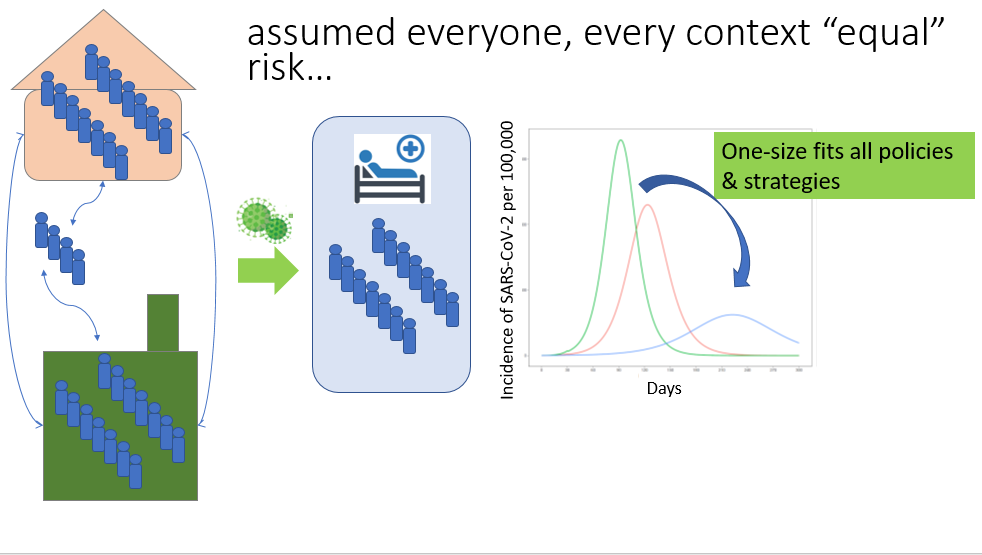 assumed everyone, every context “equal”
risk…
One-size fits all policies
& strategies
Incidence of SARS-CoV-2 per 100,000
Days